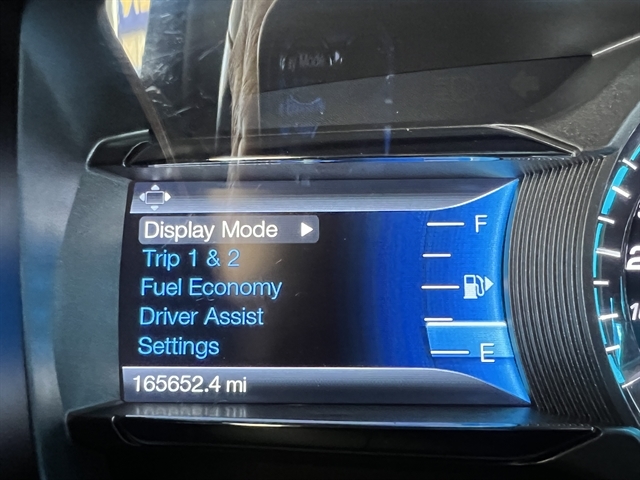 Display Mode
Trip 1 & 2
Fuel Economy
Driver Assist
Settings
165652.4 mi
F
E